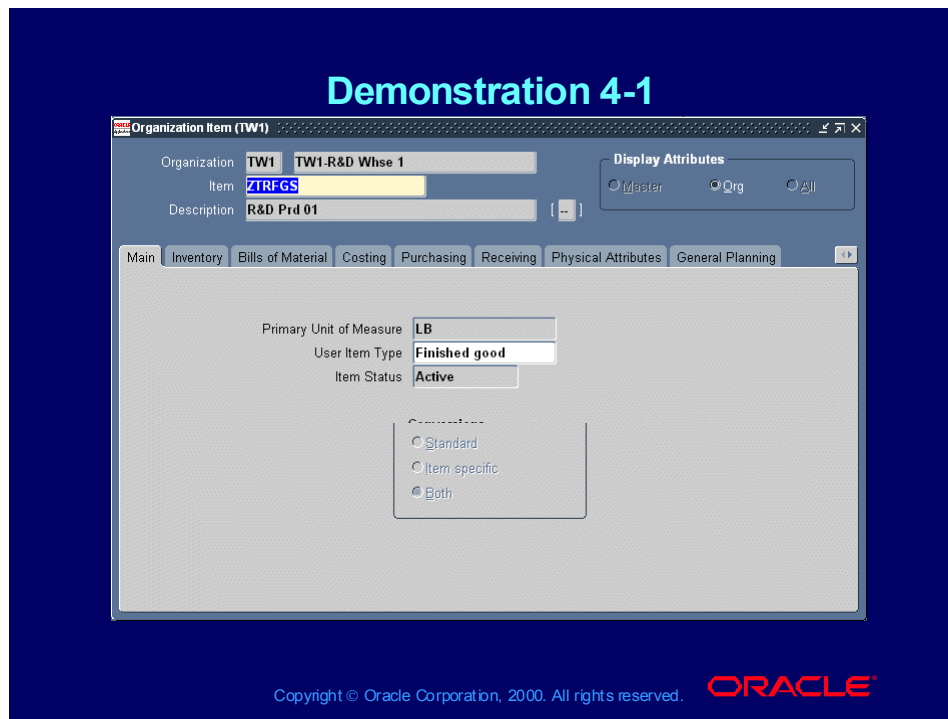 Demonstration 4-1
Organization Item (TW1)
Organization TW1 TW1-R&D Whse 1
Display Attributes
Item ZTRFGS
Master Org All
Description R&D Prd 01 [ -- ]
Main Inventory Bills of Material Costing Purchasing Receiving Physical Attributes General Planning
Primary Unit of Measure LB
User Item Type Finished good
Item Status Active
Conversions
Standard
Item specific
Both
Copyright © Oracle Corporation, 2000. All rights reserved.
ORACLE®